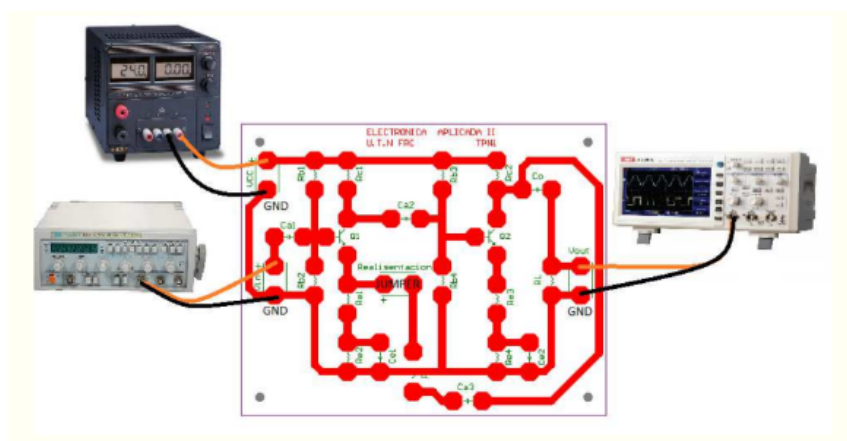 24.0 0.00
ELECTRONICA APLICADA II
U.T.N FRC TPN1
VCC +
Rb1
Rc1
Rb3
Rc2
Co
GND
Ca1
Ca2
Q1
Q2
Vout
Realimentacion
JUMPER
+
Vin
Rb2
Re1
Rb4
Re3
RL
GND
GND
Re2
Ce1
Re4
Ce2
Ca3